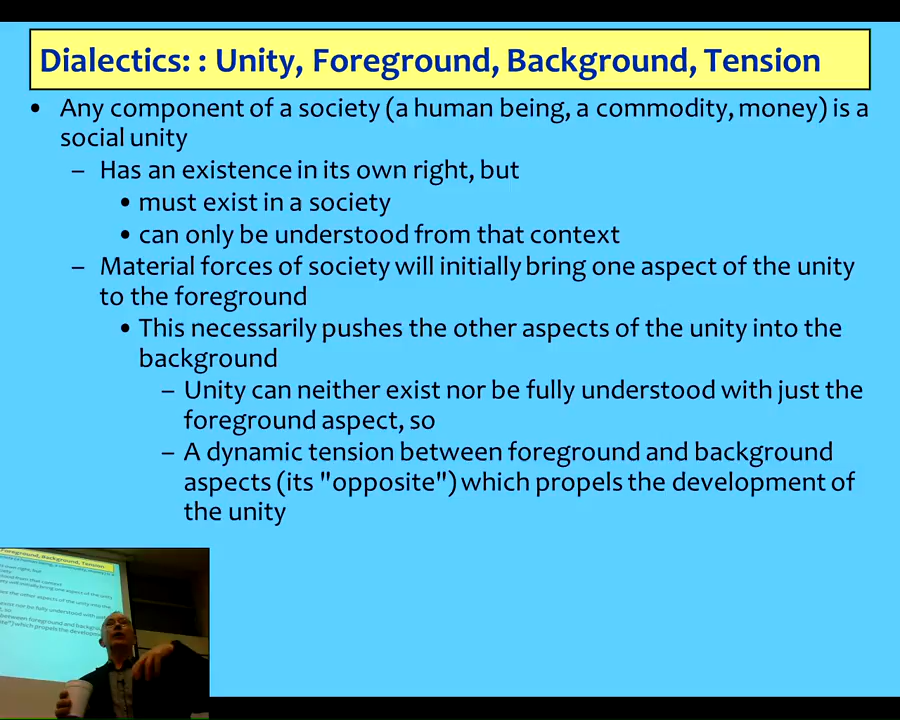 Dialectics: : Unity, Foreground, Background, Tension
• Any component of a society (a human being, a commodity, money) is a
social unity
– Has an existence in its own right, but
• must exist in a society
• can only be understood from that context
– Material forces of society will initially bring one aspect of the unity
to the foreground
• This necessarily pushes the other aspects of the unity into the
background
– Unity can neither exist nor be fully understood with just the
foreground aspect, so
– A dynamic tension between foreground and background
aspects (its "opposite") which propels the development of
the unity
Foreground, Background, Tension